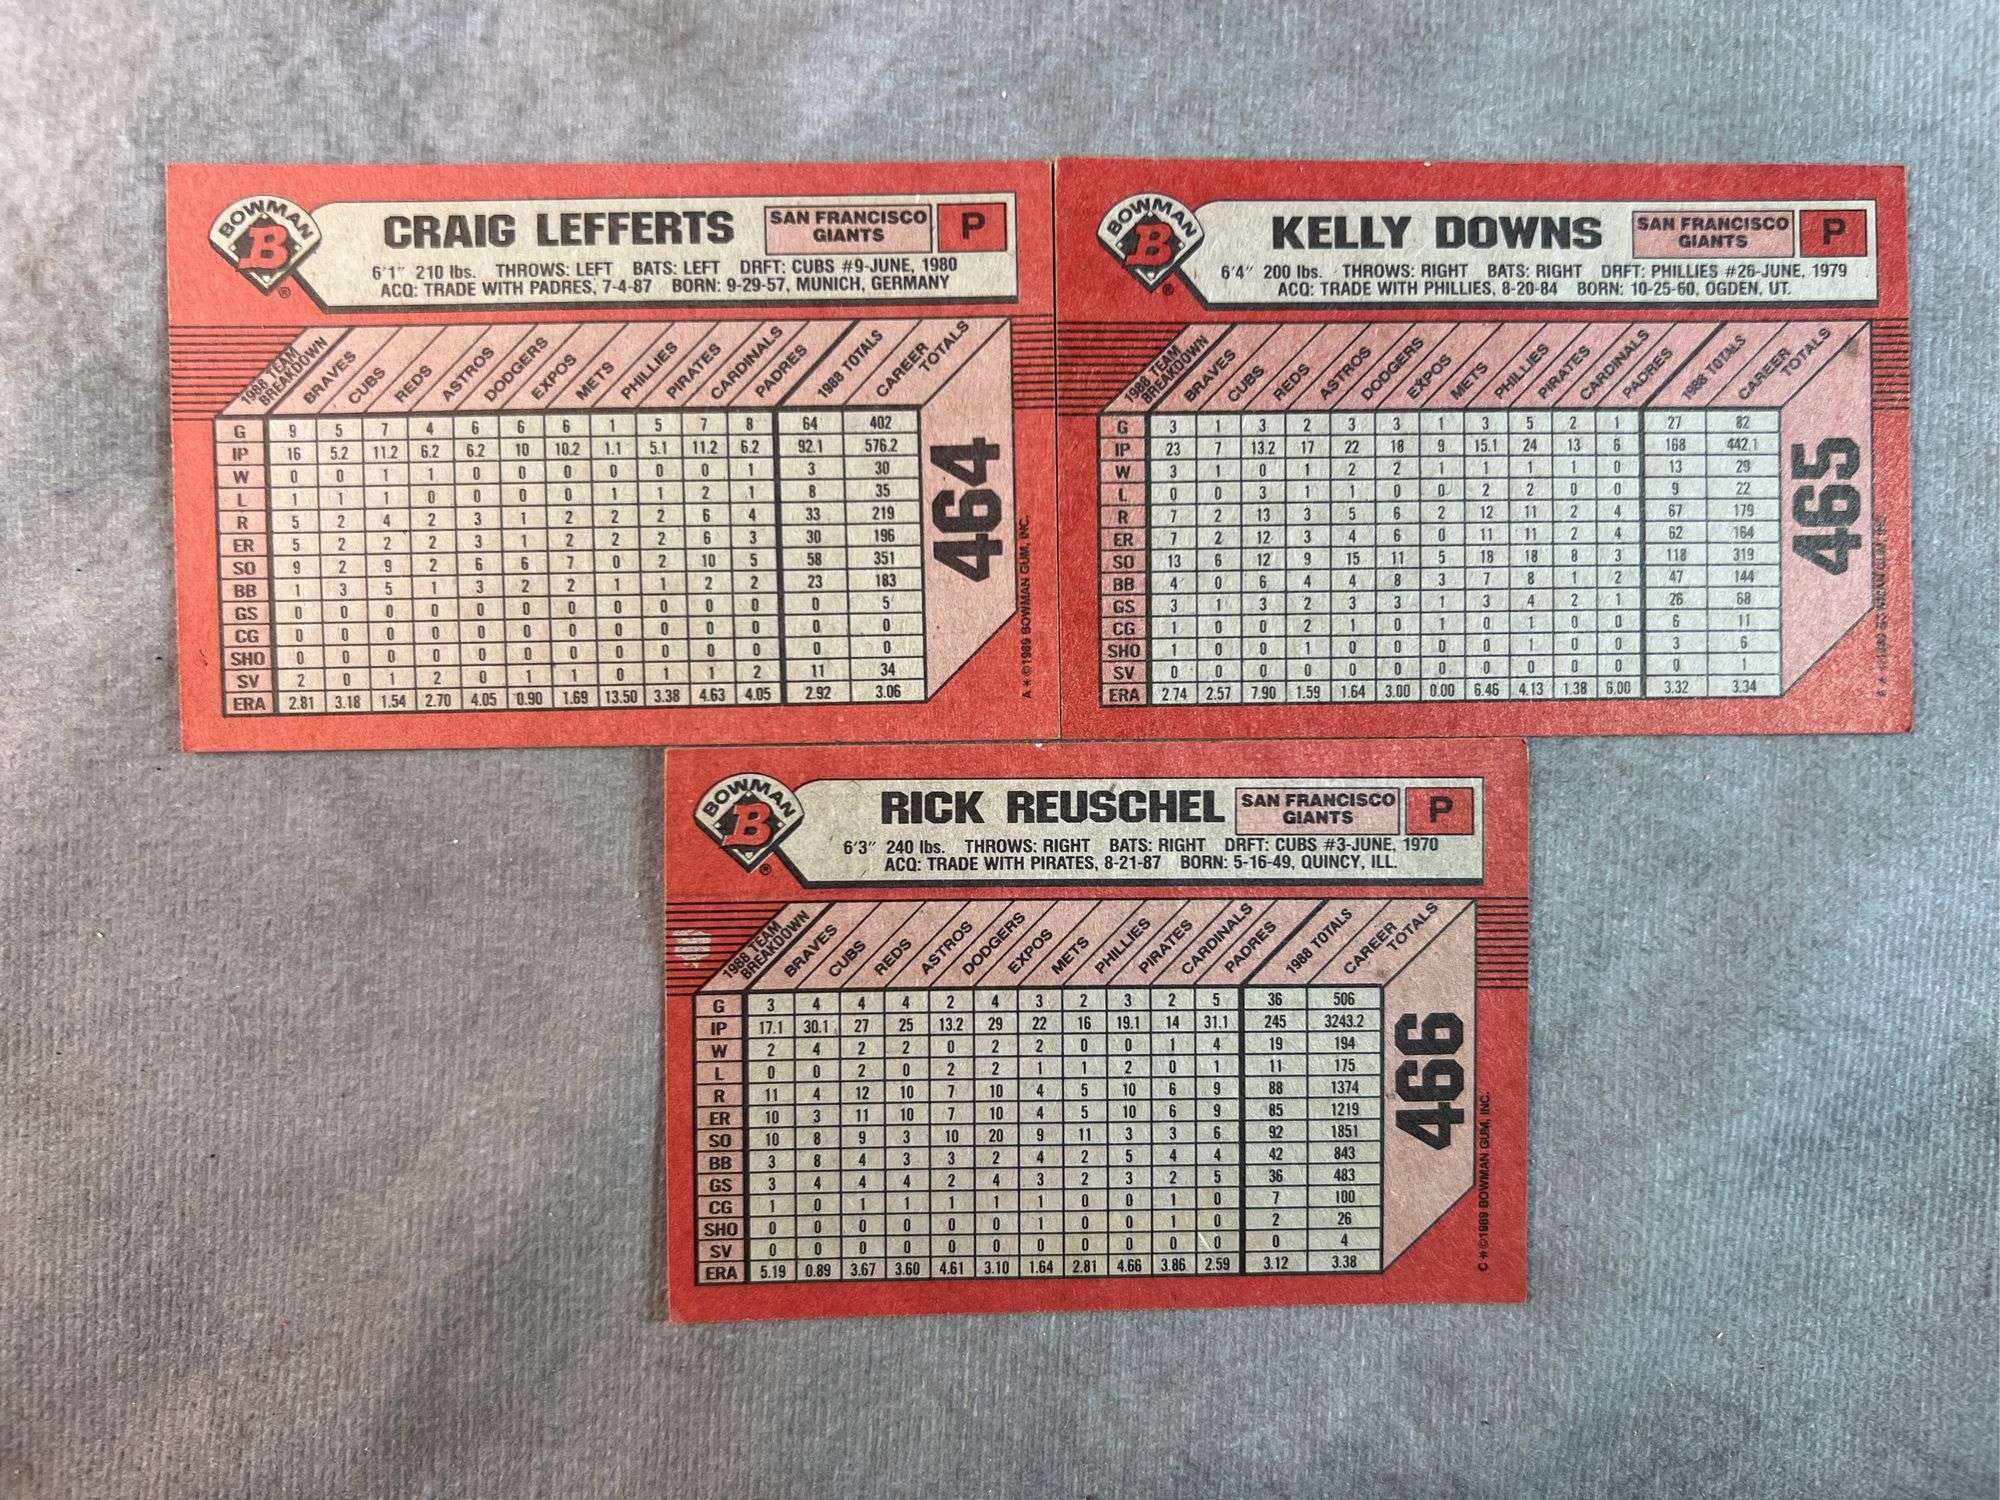 BOWMAN
B
®
CRAIG LEFFERTS
SAN FRANCISCO
GIANTS
P
6'1" 210 lbs. THROWS: LEFT BATS: LEFT DRFT: CUBS #9-JUNE, 1980
ACQ: TRADE WITH PADRES, 7-4-87 BORN: 9-29-57, MUNICH, GERMANY
1988 TEAM BREAKDOWN BRAVES CUBS REDS ASTROS DODGERS EXPOS METS PHILLIES PIRATES CARDINALS PADRES 1988 TOTALS CAREER TOTALS
G 9 5 7 4 6 6 6 1 5 7 8 64 402
IP 16 5.2 11.2 6.2 6.2 10 10.2 1.1 5.1 11.2 6.2 92.1 576.2
W 0 0 1 1 0 0 0 0 0 0 1 3 30
L 1 1 1 0 0 0 0 1 1 2 1 8 35
R 5 2 4 2 3 1 2 2 2 6 4 33 219
ER 5 2 2 2 3 1 2 2 2 6 3 30 196
SO 9 2 9 2 6 6 7 0 2 10 5 58 351
BB 1 3 5 1 3 2 2 1 1 2 2 23 183
GS 0 0 0 0 0 0 0 0 0 0 0 0 5
CG 0 0 0 0 0 0 0 0 0 0 0 0 0
SHO 0 0 0 0 0 0 0 0 0 0 0 0 0
SV 2 0 1 2 0 1 1 0 1 1 2 11 34
ERA 2.81 3.18 1.54 2.70 4.05 0.90 1.69 13.50 3.38 4.63 4.05 2.92 3.06
464
A * ©1989 BOWMAN GUM, INC.
BOWMAN
B
®
KELLY DOWNS
SAN FRANCISCO
GIANTS
P
6'4" 200 lbs. THROWS: RIGHT BATS: RIGHT DRFT: PHILLIES #26-JUNE, 1979
ACQ: TRADE WITH PHILLIES, 8-20-84 BORN: 10-25-60, OGDEN, UT.
1988 TEAM BREAKDOWN BRAVES CUBS REDS ASTROS DODGERS EXPOS METS PHILLIES PIRATES CARDINALS PADRES 1988 TOTALS CAREER TOTALS
G 3 1 3 2 3 3 1 3 5 2 1 27 82
IP 23 7 13.2 17 22 18 9 15.1 24 13 6 168 442.1
W 3 1 0 1 2 2 1 1 1 1 0 13 29
L 0 0 3 1 1 0 0 2 2 0 0 9 22
R 7 2 13 3 5 6 2 12 11 2 4 67 179
ER 7 2 12 3 4 6 0 11 11 2 4 62 164
SO 13 6 12 9 15 11 5 18 18 8 3 118 319
BB 4 0 6 4 4 8 3 7 8 1 2 47 144
GS 3 1 3 2 3 3 1 3 4 2 1 26 68
CG 1 0 0 2 1 0 1 0 1 0 0 6 11
SHO 1 0 0 1 0 0 0 0 1 0 0 3 6
SV 0 0 0 0 0 0 0 0 0 0 0 0 1
ERA 2.74 2.57 7.90 1.59 1.64 3.00 0.00 6.46 4.13 1.38 6.00 3.32 3.34
465
BOWMAN
B
®
RICK REUSCHEL
SAN FRANCISCO
GIANTS
P
6'3" 240 lbs. THROWS: RIGHT BATS: RIGHT DRFT: CUBS #3-JUNE, 1970
ACQ: TRADE WITH PIRATES, 8-21-87 BORN: 5-16-49, QUINCY, ILL.
1988 TEAM BREAKDOWN BRAVES CUBS REDS ASTROS DODGERS EXPOS METS PHILLIES PIRATES CARDINALS PADRES 1988 TOTALS CAREER TOTALS
G 3 4 4 4 2 4 3 2 3 2 5 36 506
IP 17.1 30.1 27 25 13.2 29 22 16 19.1 14 31.1 245 3243.2
W 2 4 2 2 0 2 2 0 0 1 4 19 194
L 0 0 2 0 2 2 1 1 2 0 1 11 175
R 11 4 12 10 7 10 4 5 10 6 9 88 1374
ER 10 3 11 10 7 10 4 5 10 6 9 85 1219
SO 10 8 9 3 10 20 9 11 3 3 6 92 1851
BB 3 8 4 3 3 2 4 2 5 4 4 42 843
GS 3 4 4 4 2 4 3 2 3 2 5 36 483
CG 1 0 1 1 1 1 1 0 0 1 0 7 100
SHO 0 0 0 0 0 0 1 0 0 1 0 2 26
SV 0 0 0 0 0 0 0 0 0 0 0 0 4
ERA 5.19 0.89 3.67 3.60 4.61 3.10 1.64 2.81 4.66 3.86 2.59 3.12 3.38
466
C * ©1989 BOWMAN GUM, INC.